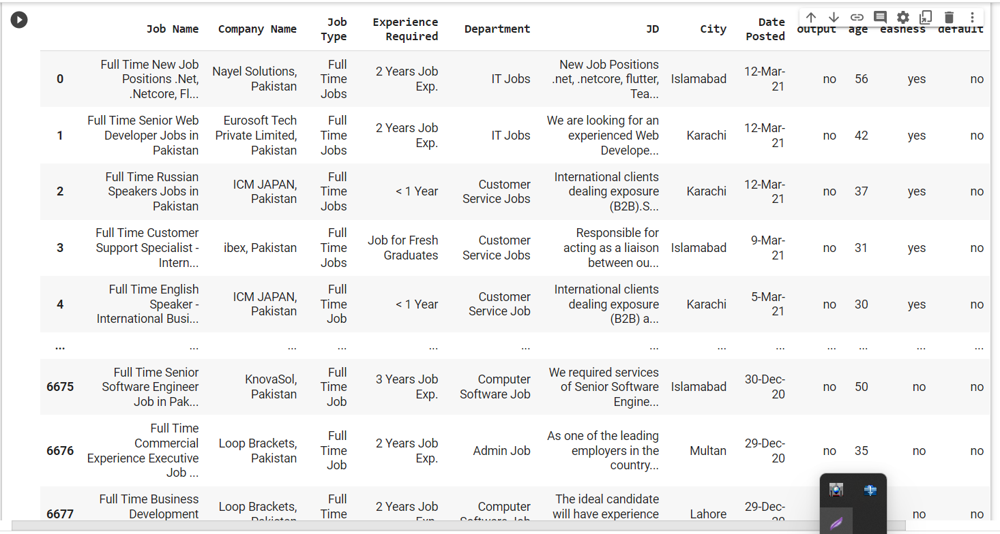 Job Name Company Name Job Type Experience Required Department JD City Date Posted output age easness default
0 Full Time New Job Positions .Net, .Netcore, Fl... Nayel Solutions, Pakistan Full Time Jobs 2 Years Job Exp. IT Jobs New Job Positions .net, .netcore, flutter, Tea... Islamabad 12-Mar-21 no 56 yes no
1 Full Time Senior Web Developer Jobs in Pakistan Eurosoft Tech Private Limited, Pakistan Full Time Jobs 2 Years Job Exp. IT Jobs We are looking for an experienced Web Develope... Karachi 12-Mar-21 no 42 yes no
2 Full Time Russian Speakers Jobs in Pakistan ICM JAPAN, Pakistan Full Time Jobs < 1 Year Customer Service Jobs International clients dealing exposure (B2B).S... Karachi 12-Mar-21 no 37 yes no
3 Full Time Customer Support Specialist - Intern... ibex, Pakistan Full Time Jobs Job for Fresh Graduates Customer Service Jobs Responsible for acting as a liaison between ou... Islamabad 9-Mar-21 no 31 yes no
4 Full Time English Speaker - International Busi... ICM JAPAN, Pakistan Full Time Job < 1 Year Customer Service Job International clients dealing exposure (B2B) a... Karachi 5-Mar-21 no 30 yes no
... ... ... ... ... ... ... ... ... ... ... ... ...
6675 Full Time Senior Software Engineer Job in Pak... KnovaSol, Pakistan Full Time Job 3 Years Job Exp. Computer Software Job We required services of Senior Software Engine... Islamabad 30-Dec-20 no 50 no no
6676 Full Time Commercial Experience Executive Job ... Loop Brackets, Pakistan Full Time Job 2 Years Job Exp. Admin Job As one of the leading employers in the country... Multan 29-Dec-20 no 35 no no
6677 Full Time Business Development Loop Brackets, Pakistan Full Time 2 Years Job Exp. Computer Software Job The ideal candidate will have experience Lahore 29-Dec-20 no no